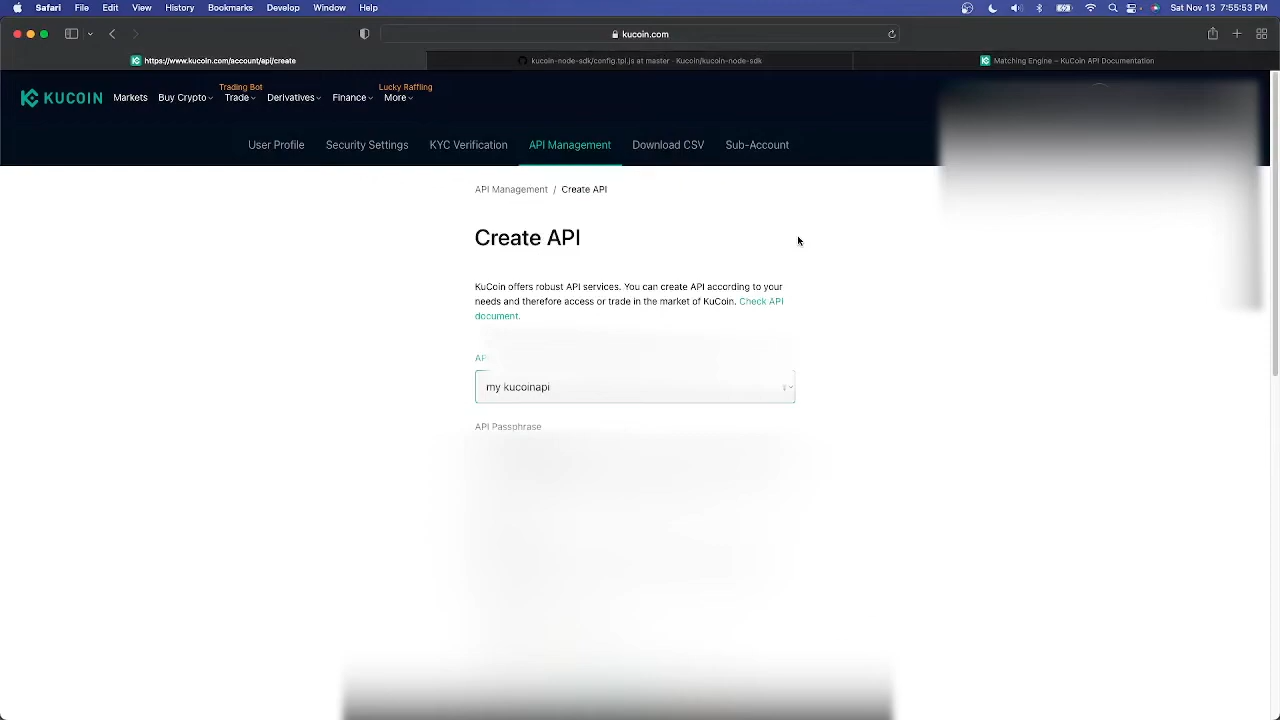 Safari File Edit View History Bookmarks Develop Window Help Sat Nov 13 7:55:53 PM
kucoin.com
https://www.kucoin.com/account/api/create kucoin-node-sdk/config.tpl.js at master · Kucoin/kucoin-node-sdk Matching Engine – KuCoin API Documentation
Trading Bot Lucky Raffling
KUCOIN Markets Buy Crypto Trade Derivatives Finance More
User Profile Security Settings KYC Verification API Management Download CSV Sub-Account
API Management / Create API
Create API
KuCoin offers robust API services. You can create API according to your
needs and therefore access or trade in the market of KuCoin. Check API
document.
my kucoinapi
API Passphrase